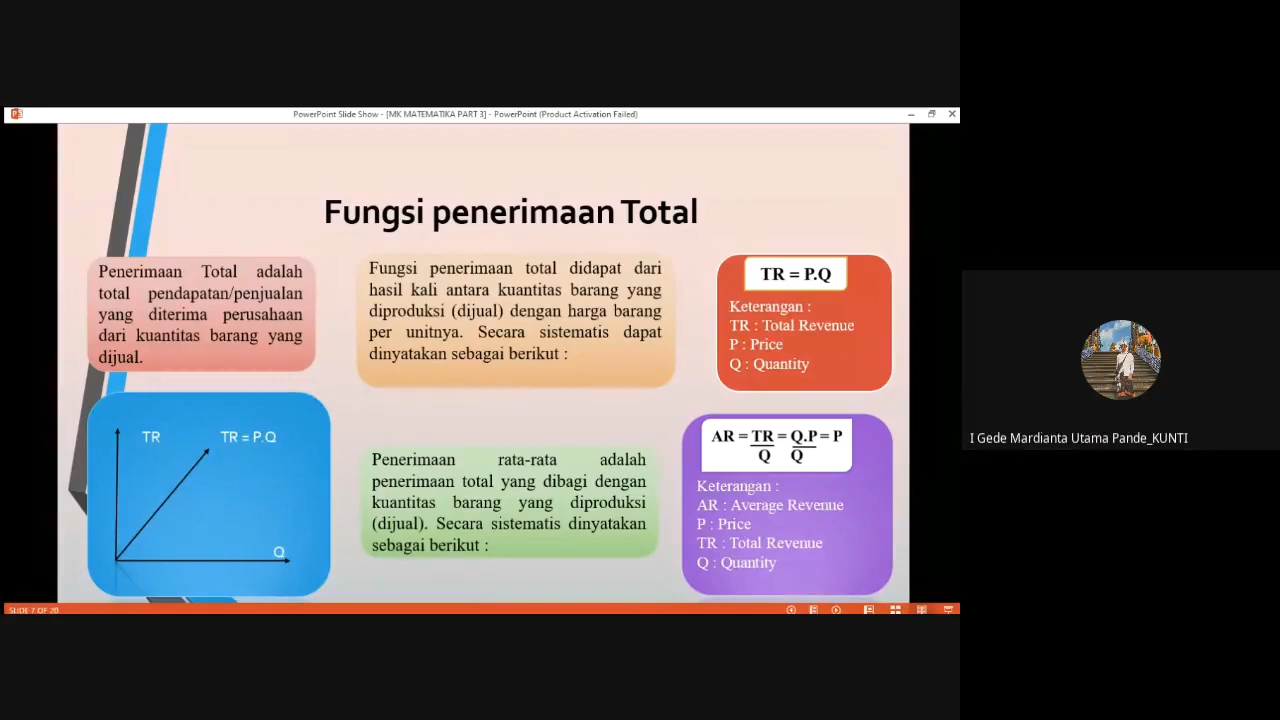 PowerPoint Slide Show - [MK MATEMATIKA PART 3] - PowerPoint (Product Activation Failed)
Fungsi penerimaan Total
Penerimaan Total adalah
total pendapatan/penjualan
yang diterima perusahaan
dari kuantitas barang yang
dijual.
Fungsi penerimaan total didapat dari
hasil kali antara kuantitas barang yang
diproduksi (dijual) dengan harga barang
per unitnya. Secara sistematis dapat
dinyatakan sebagai berikut :
TR = P.Q
Keterangan :
TR : Total Revenue
P : Price
Q : Quantity
TR
TR = P.Q
Q
Penerimaan rata-rata adalah
penerimaan total yang dibagi dengan
kuantitas barang yang diproduksi
(dijual). Secara sistematis dinyatakan
sebagai berikut :
AR = TR = Q.P = P
Q Q
Keterangan :
AR : Average Revenue
P : Price
TR : Total Revenue
Q : Quantity
SLIDE 7 OF 20
I Gede Mardianta Utama Pande_KUNTI